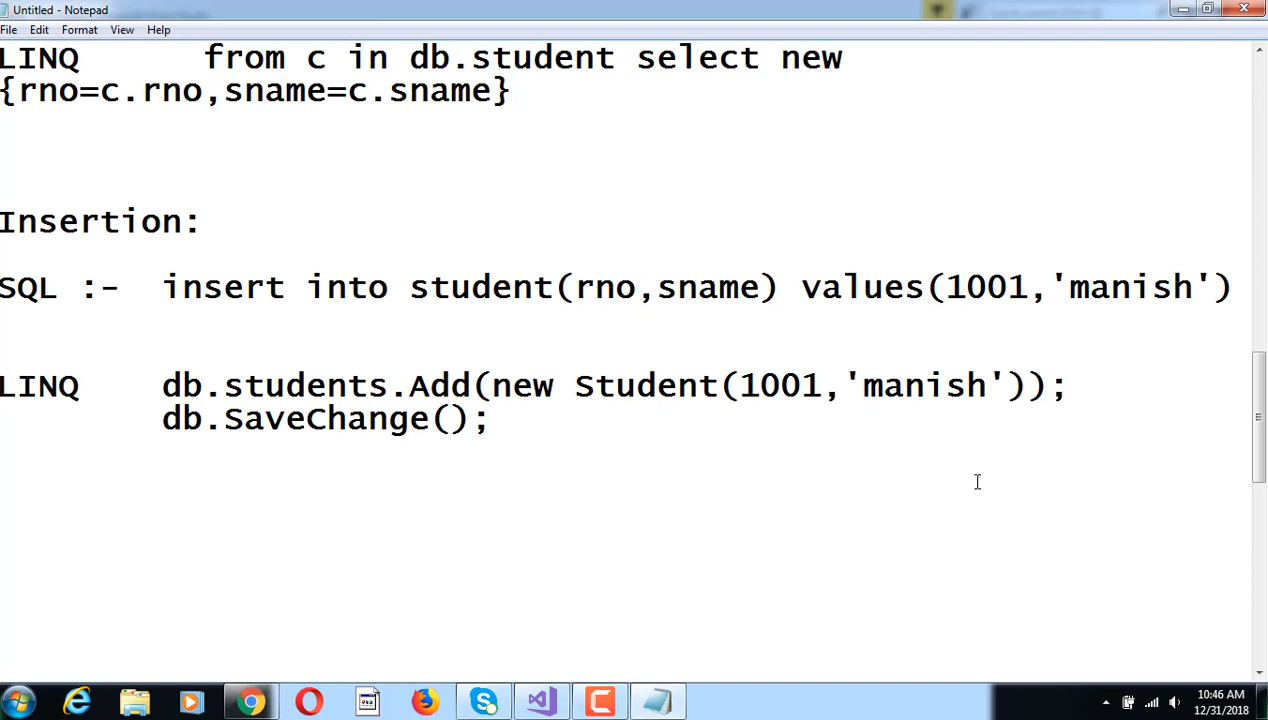 Untitled - Notepad
File Edit Format View Help
LINQ from c in db.student select new
{rno=c.rno,sname=c.sname}
Insertion:
SQL :- insert into student(rno,sname) values(1001,'manish')
LINQ db.students.Add(new Student(1001,'manish'));
db.SaveChange();
10:46 AM
12/31/2018